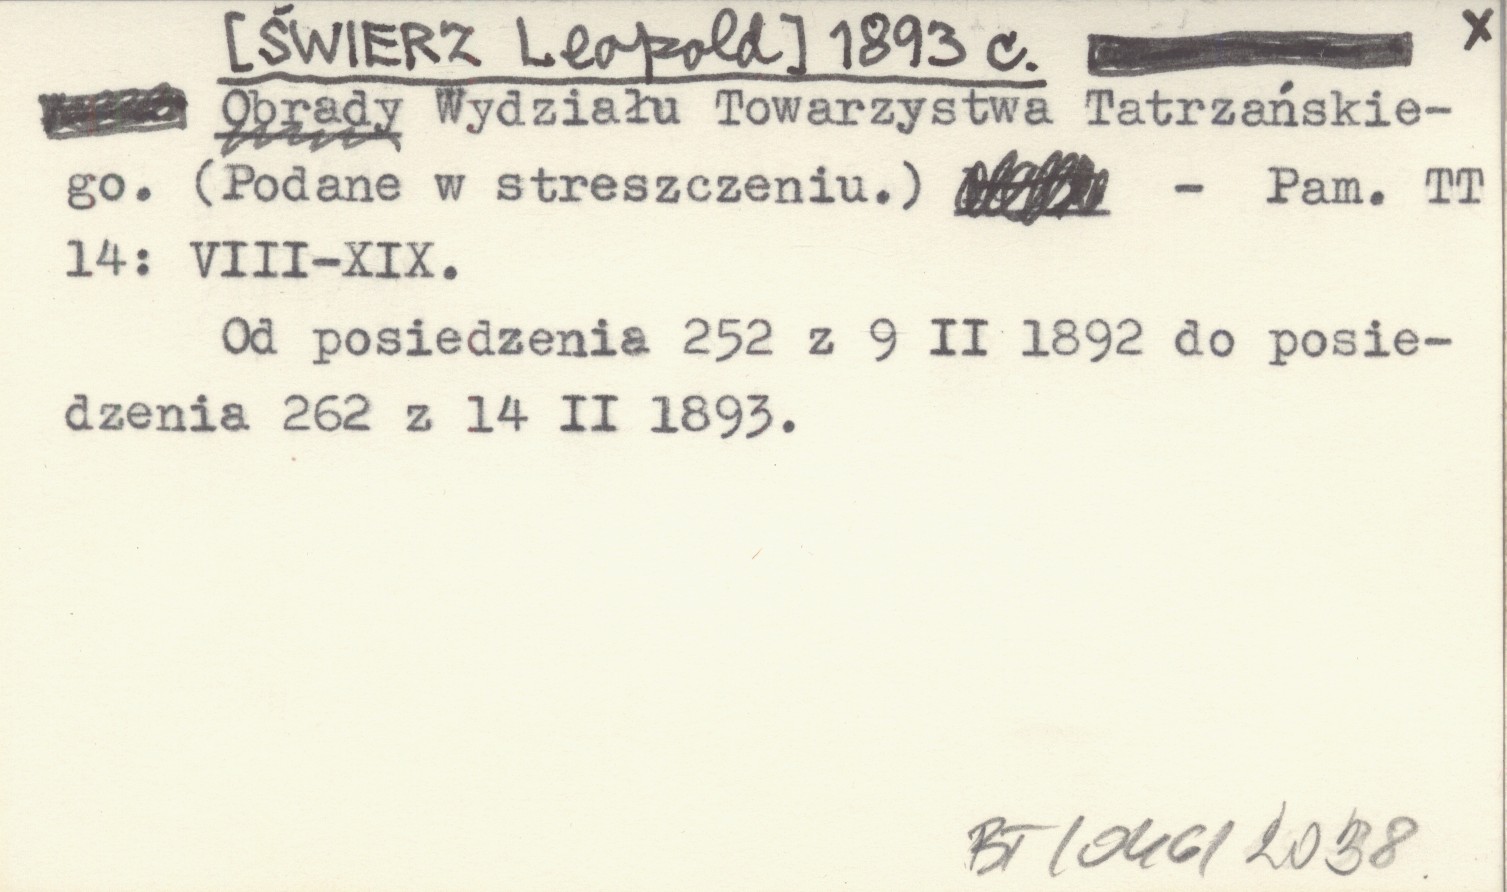 [ŚWIERZ Leopold] 1893 c. X
Obrady Wydziału Towarzystwa Tatrzańskie-
go. (Podane w streszczeniu.) - Pam. TT
14: VIII-XIX.
Od posiedzenia 252 z 9 II 1892 do posie-
dzenia 262 z 14 II 1893.
BT/046/2038